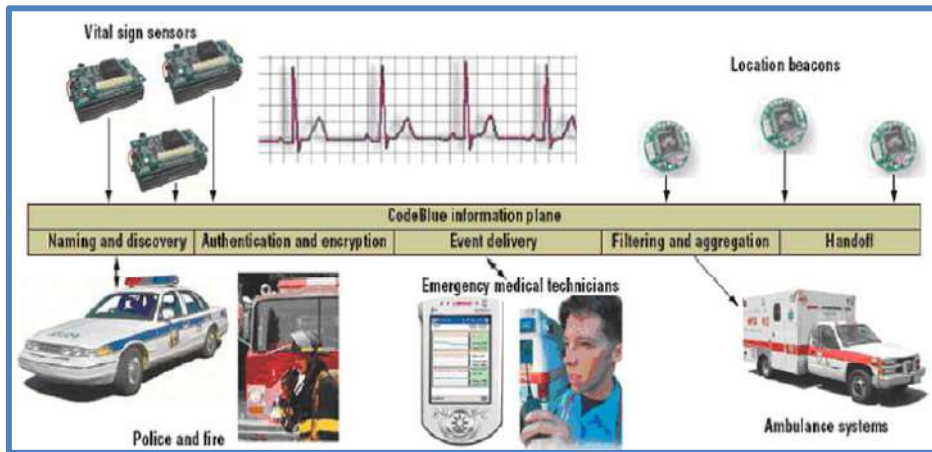 Vital sign sensors
Location beacons
CodeBlue information plane
Naming and discovery
Authentication and encryption
Event delivery
Filtering and aggregation
Handoff
Emergency medical technicians
Police and fire
Ambulance systems